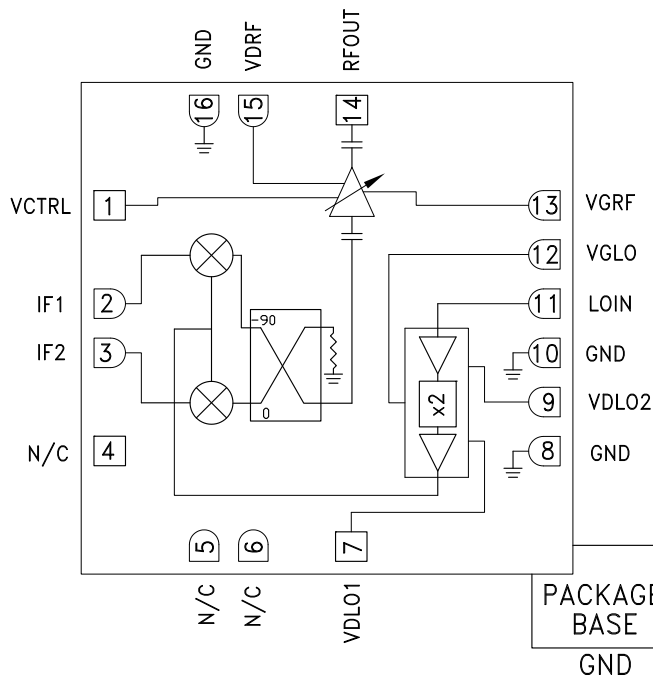 GND
VDRF
RFOUT
16
15
14
VCTRL
1
13
VGRF
12
VGLO
IF1
2
11
LOIN
-90
IF2
3
10
GND
x2
9
VDLO2
0
N/C
4
8
GND
5
6
7
N/C
N/C
VDLO1
PACKAGE
BASE
GND